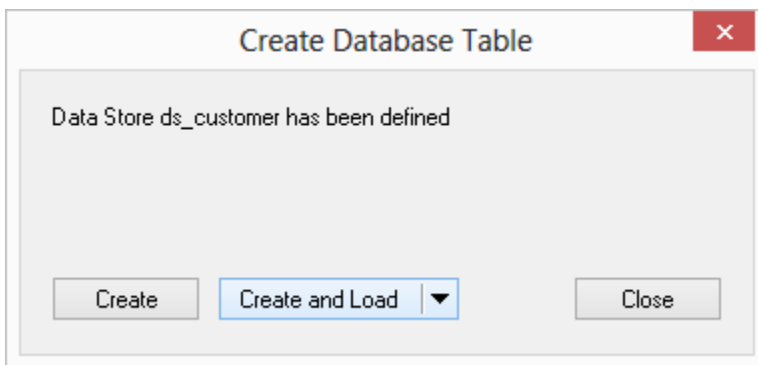 Create Database Table
Data Store ds_customer has been defined
Create
Create and Load
Close